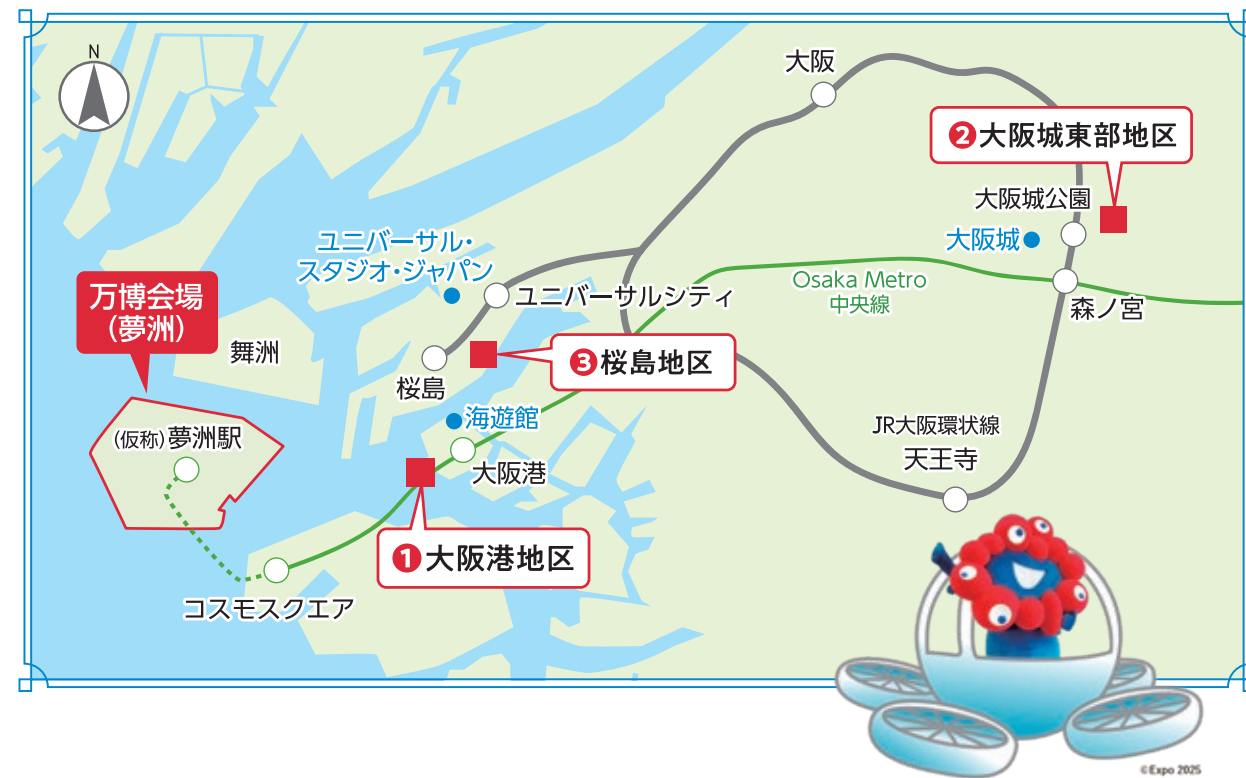 N
大阪
❷大阪城東部地区
大阪城公園
大阪城
ユニバーサル・
スタジオ・ジャパン
Osaka Metro
中央線
万博会場
(夢洲)
ユニバーサルシティ
森ノ宮
舞洲
❸桜島地区
桜島
海遊館
(仮称)夢洲駅
JR大阪環状線
天王寺
大阪港
❶大阪港地区
コスモスクエア
©Expo 2025